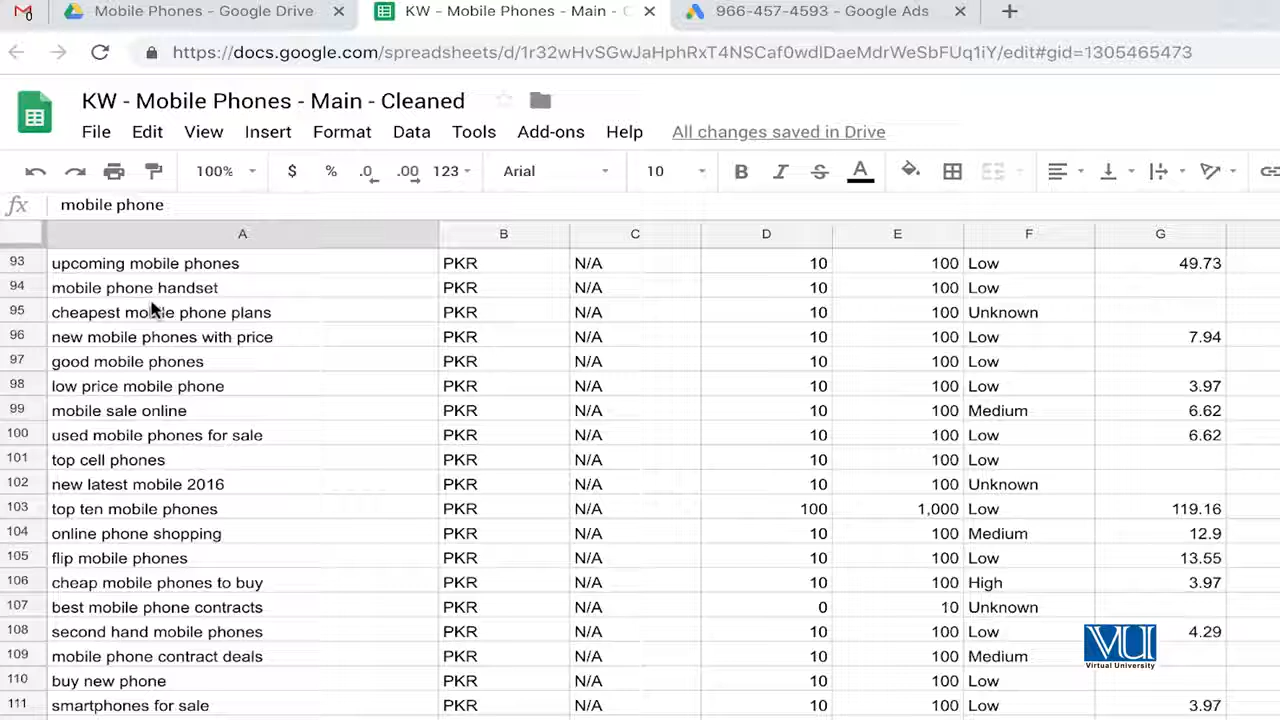 Mobile Phones - Google Drive
KW - Mobile Phones - Main - C
966-457-4593 - Google Ads
https://docs.google.com/spreadsheets/d/1r32wHvSGwJaHphRxT4NSCaf0wdlDaeMdrWeSbFUq1iY/edit#gid=1305465473
KW - Mobile Phones - Main - Cleaned
File Edit View Insert Format Data Tools Add-ons Help All changes saved in Drive
100% $ % .0 .00 123 Arial 10 B I S A
fx mobile phone
A B C D E F G
93 upcoming mobile phones PKR N/A 10 100 Low 49.73
94 mobile phone handset PKR N/A 10 100 Low
95 cheapest mobile phone plans PKR N/A 10 100 Unknown
96 new mobile phones with price PKR N/A 10 100 Low 7.94
97 good mobile phones PKR N/A 10 100 Low
98 low price mobile phone PKR N/A 10 100 Low 3.97
99 mobile sale online PKR N/A 10 100 Medium 6.62
100 used mobile phones for sale PKR N/A 10 100 Low 6.62
101 top cell phones PKR N/A 10 100 Low
102 new latest mobile 2016 PKR N/A 10 100 Unknown
103 top ten mobile phones PKR N/A 100 1,000 Low 119.16
104 online phone shopping PKR N/A 10 100 Medium 12.9
105 flip mobile phones PKR N/A 10 100 Low 13.55
106 cheap mobile phones to buy PKR N/A 10 100 High 3.97
107 best mobile phone contracts PKR N/A 0 10 Unknown
108 second hand mobile phones PKR N/A 10 100 Low 4.29
109 mobile phone contract deals PKR N/A 10 100 Medium
110 buy new phone PKR N/A 10 100 Low
111 smartphones for sale PKR N/A 10 100 Low 3.97
VU
Virtual University